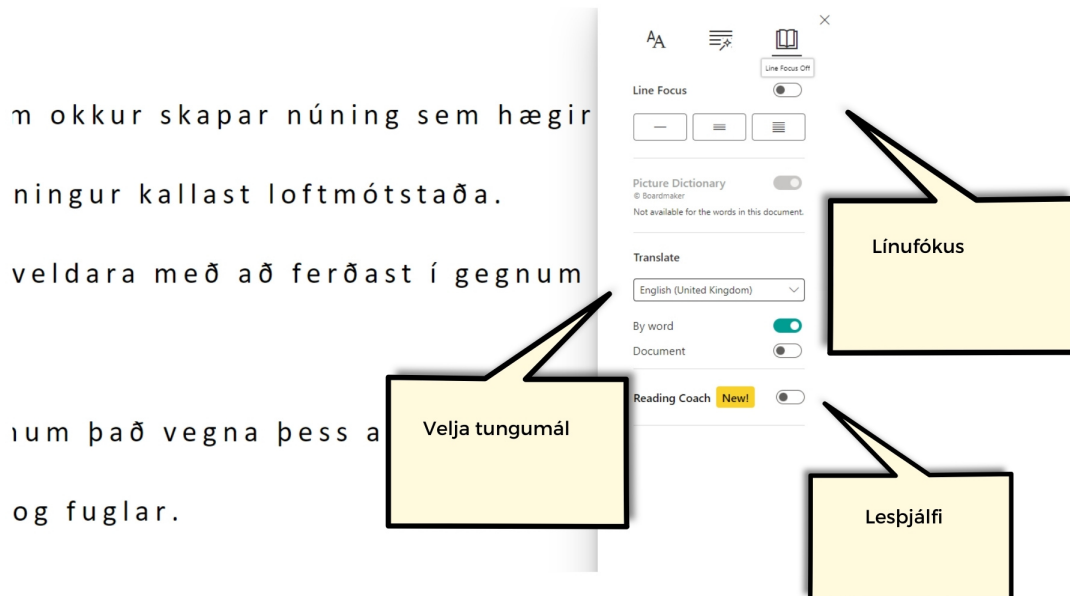 m okkur skapar núning sem hægir
ningur kallast loftmótstaða.
veldara með að ferðast í gegnum
það vegna þess a
og fuglar.
AA
Line Focus Off
Line Focus
Picture Dictionary
© Boardmaker
Not available for the words in this document.
Translate
English (United Kingdom)
By word
Document
Reading Coach New!
Línufókus
Velja tungumál
Lesþjálfi